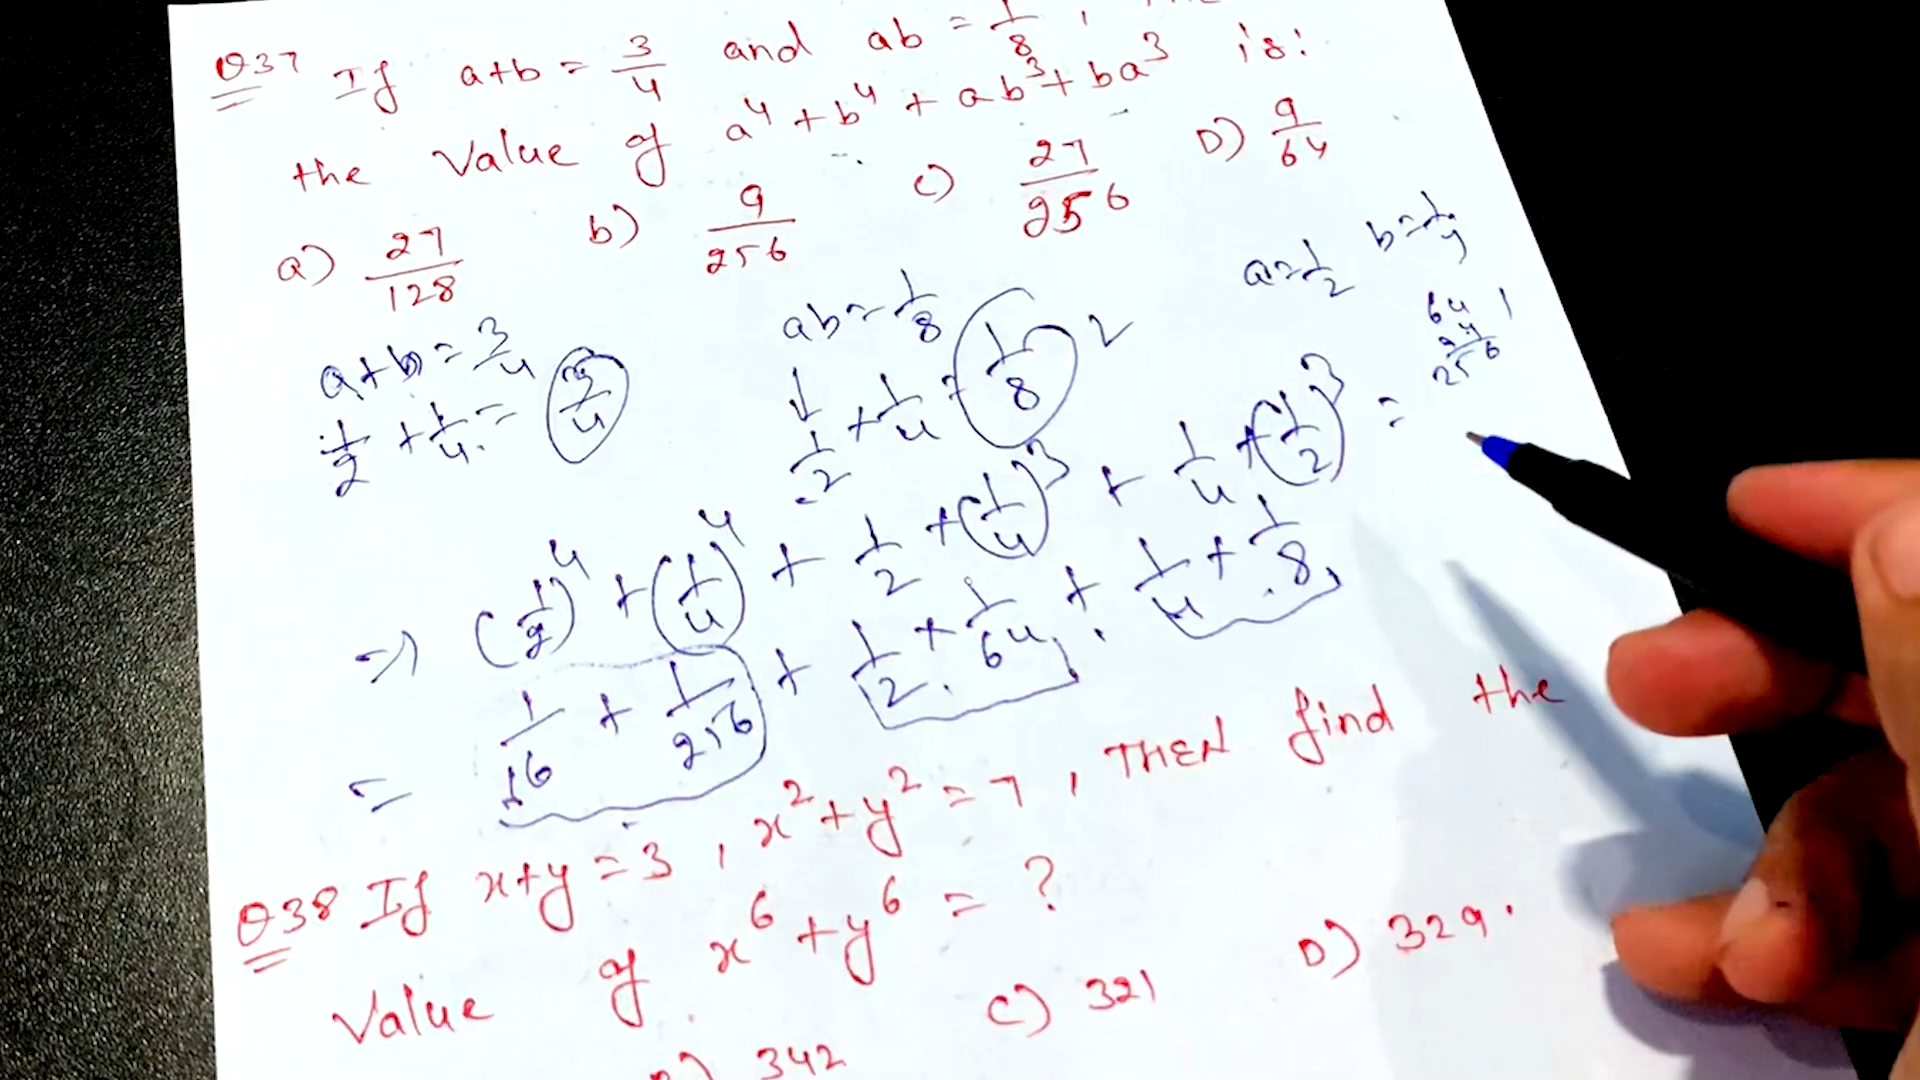 Q37 If a+b = 3/4 and ab = 1/8 ,
the value of a⁴+b⁴+ab³+ba³ is:
a) 27/128 b) 9/256 c) 27/256 D) 9/64
a=1/2 b=1/4
a+b=3/4 ab=1/8
64
4
256
1/2 + 1/4 = 3/4
1/2 + 1/4 = 1/8
⇒ (1/2)⁴ + (1/4)⁴ + 1/2 + (1/4)³ + 1/4 + (1/2)³ =
= 1/16 + 1/256 + 1/2 + 1/64 + 1/4 + 1/8
Q38 If x+y=3, x²+y²=7, THEN find the
value of x⁶+y⁶ = ?
342 C) 321 D) 329.